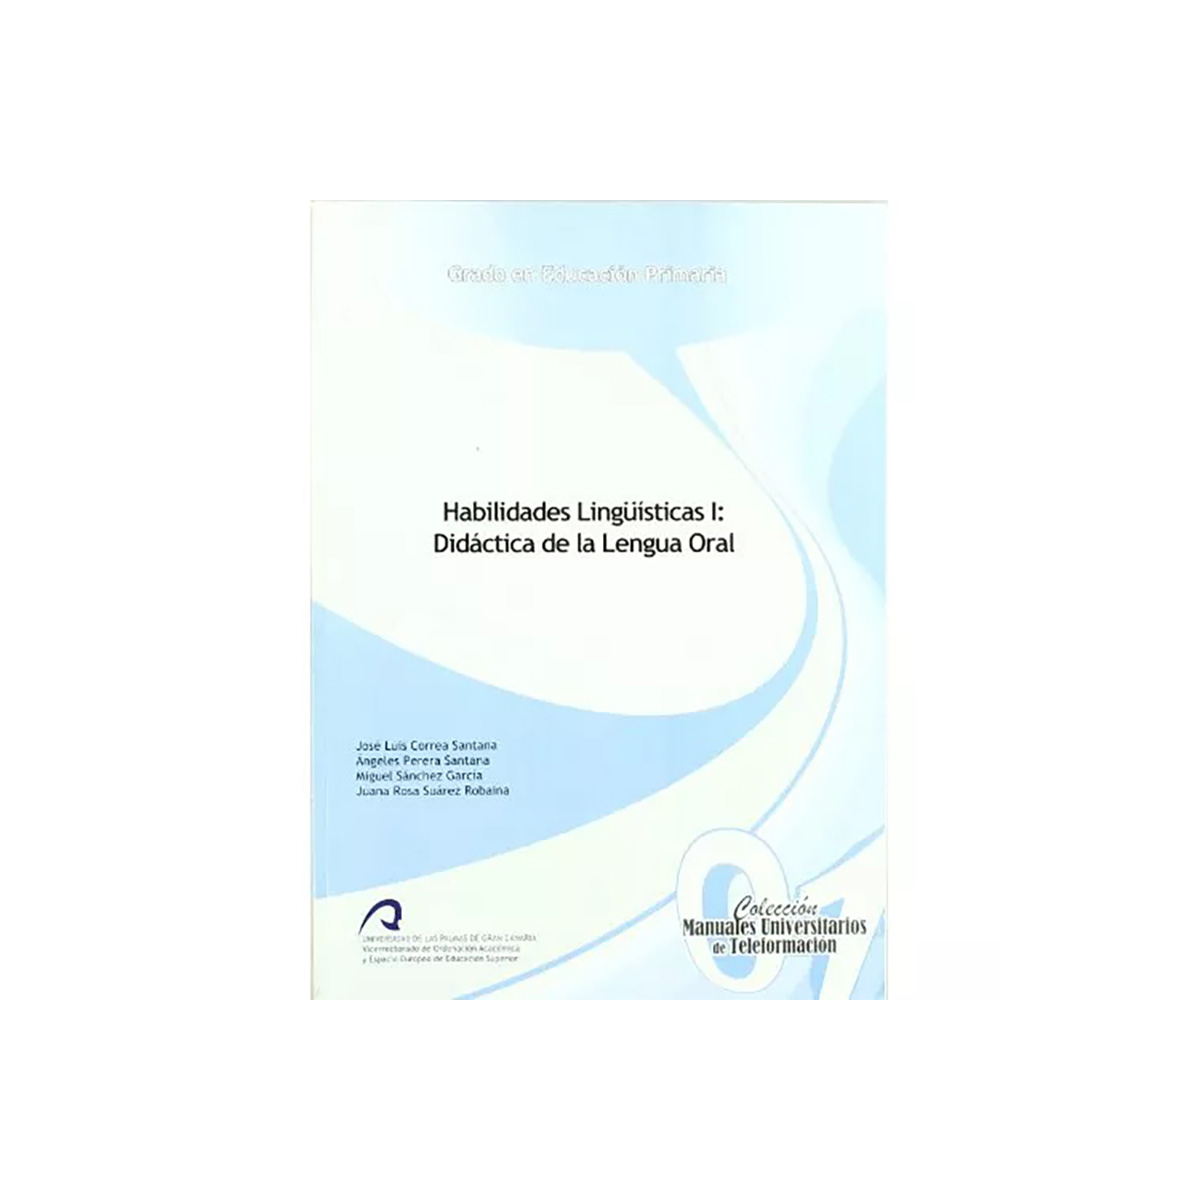 Grado en Educación Primaria
Habilidades Lingüísticas I:
Didáctica de la Lengua Oral
José Luis Correa Santana
Ángeles Perera Santana
Miguel Sánchez García
Juana Rosa Suárez Robaina
UNIVERSIDAD DE LAS PALMAS DE GRAN CANARIA
Vicerrectorado de Ordenación Académica
y Espacio Europeo de Educación Superior
01
Colección
Manuales Universitarios
de Teleformación